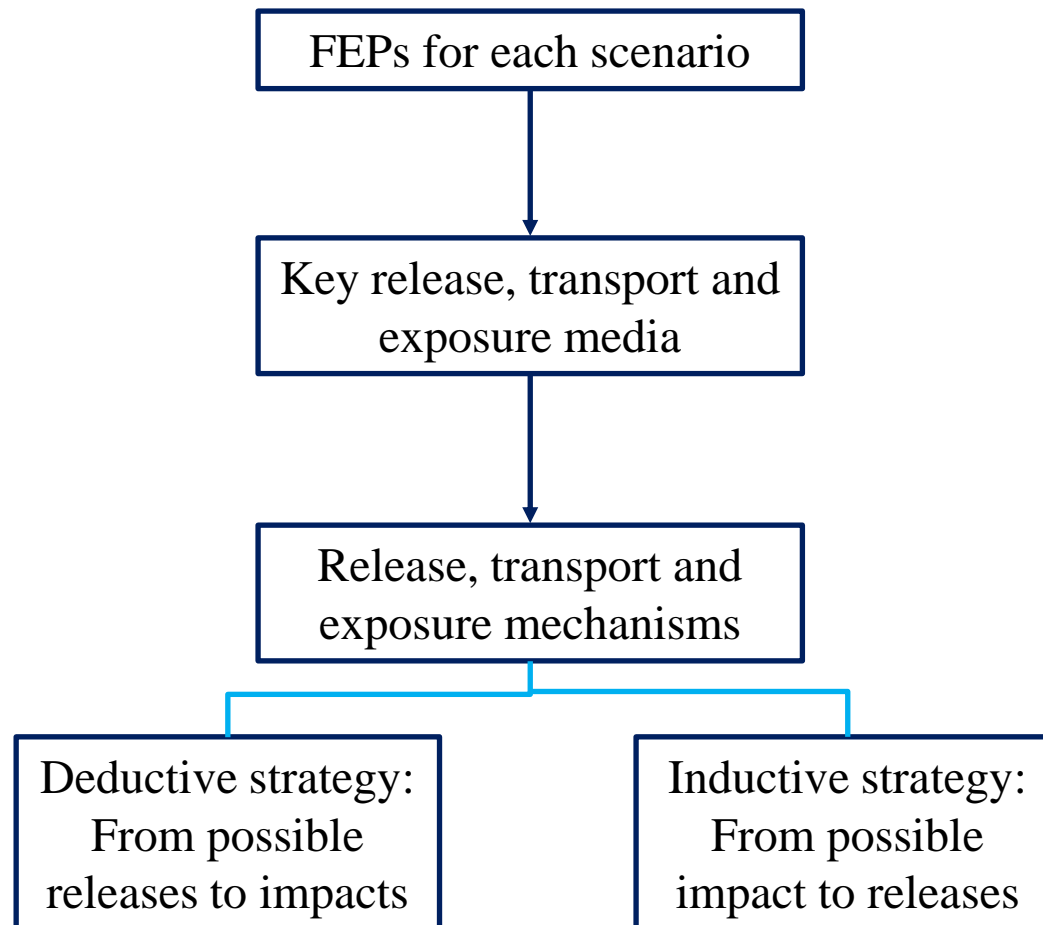 FEPs for each scenario
Key release, transport and
exposure media
Release, transport and
exposure mechanisms
Deductive strategy:
From possible
releases to impacts
Inductive strategy:
From possible
impact to releases